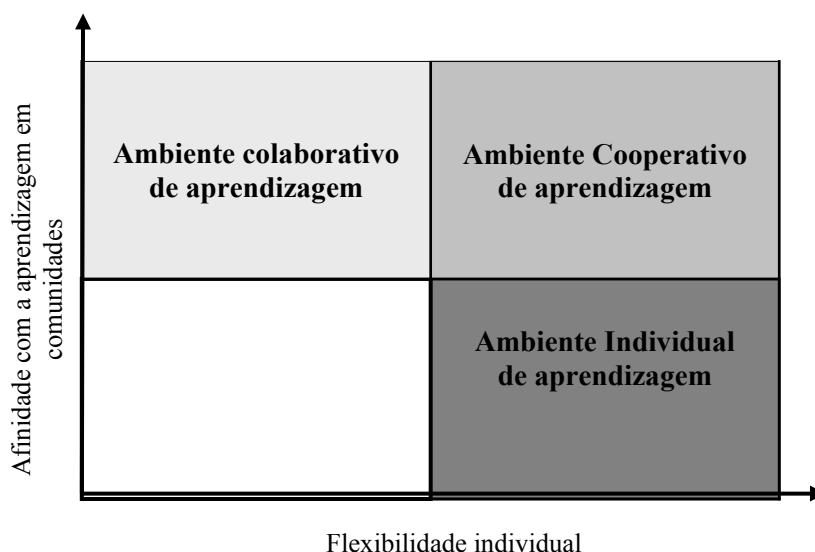 Afinidade com a aprendizagem em
comunidades
Ambiente colaborativo
de aprendizagem
Ambiente Cooperativo
de aprendizagem
Ambiente Individual
de aprendizagem
Flexibilidade individual